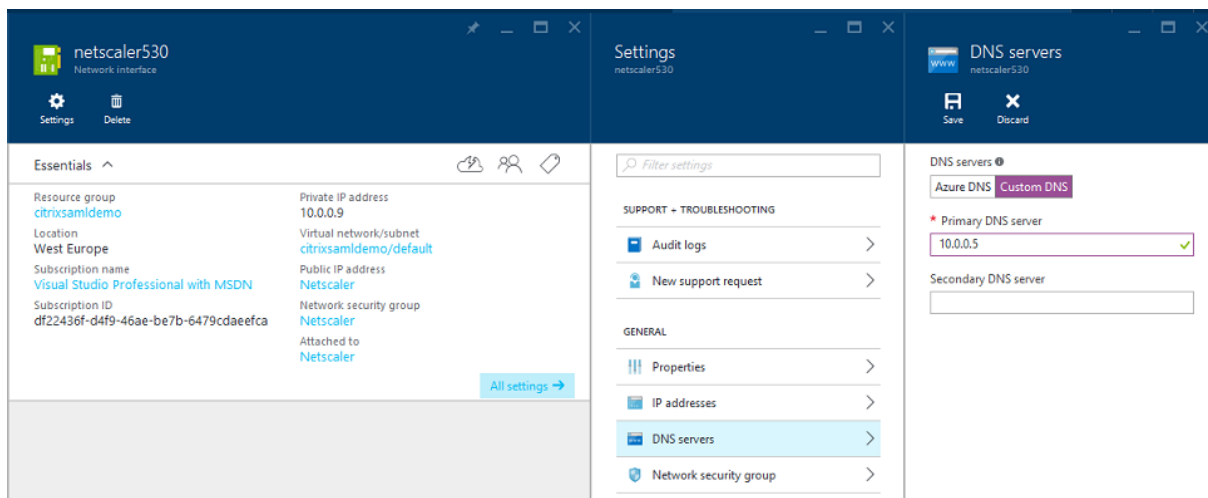 netscaler530
Network interface
Settings
Delete
Essentials
Resource group
citrixsamldemo
Location
West Europe
Subscription name
Visual Studio Professional with MSDN
Subscription ID
df22436f-d4f9-46ae-be7b-6479cdaeefca
Private IP address
10.0.0.9
Virtual network/subnet
citrixsamldemo/default
Public IP address
Netscaler
Network security group
Netscaler
Attached to
Netscaler
All settings →
Settings
netscaler530
Filter settings
SUPPORT + TROUBLESHOOTING
Audit logs
New support request
GENERAL
Properties
IP addresses
DNS servers
Network security group
www
DNS servers
netscaler530
Save
Discard
DNS servers
Azure DNS Custom DNS
* Primary DNS server
10.0.0.5
Secondary DNS server